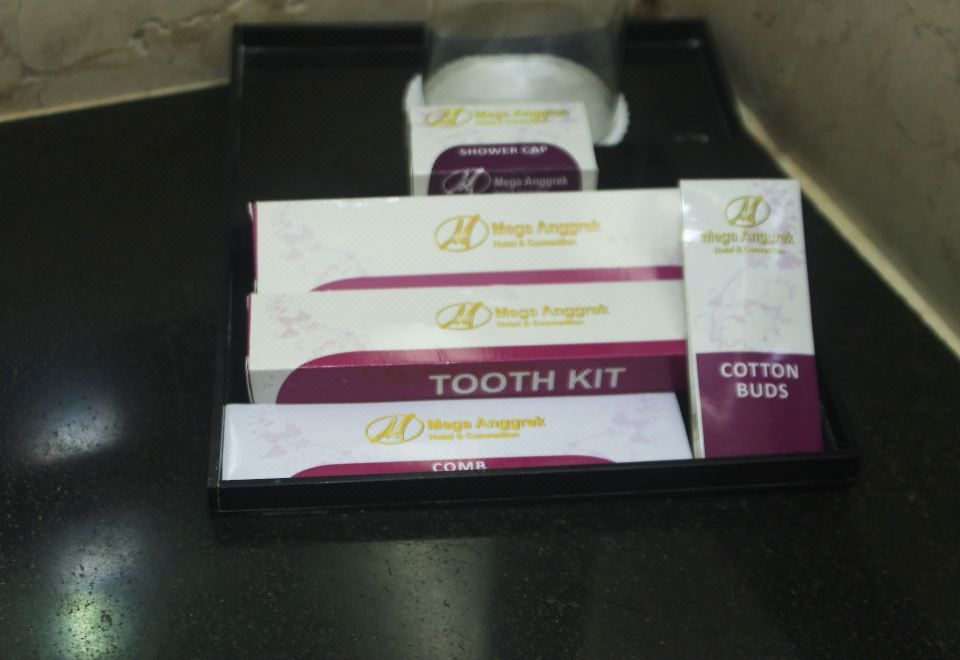 Mega Anggrek
SHOWER CAP
Mega Anggrek
Mega Anggrek
Hotel & Convention
Mega Anggrek
Hotel & Convention
TOOTH KIT
Mega Anggrek
Hotel & Convention
COMB
Mega Anggrek
Hotel & Convention
COTTON
BUDS